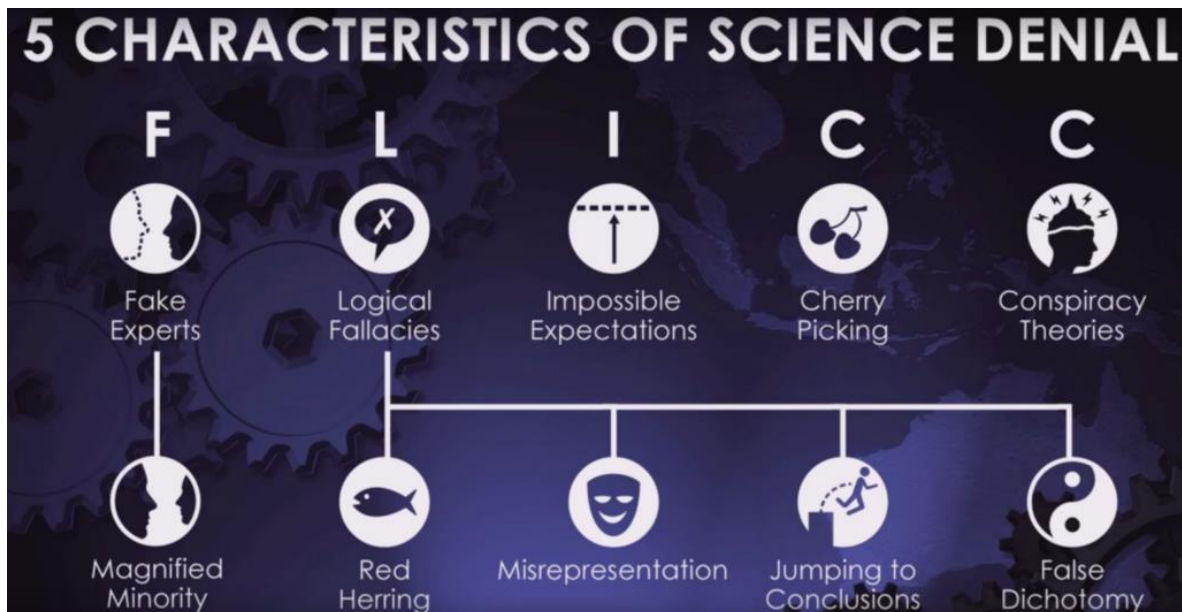 5 CHARACTERISTICS OF SCIENCE DENIAL
F L I C C
Fake Experts
Logical Fallacies
Impossible Expectations
Cherry Picking
Conspiracy Theories
X
Magnified Minority
Red Herring
Misrepresentation
Jumping to Conclusions
False Dichotomy